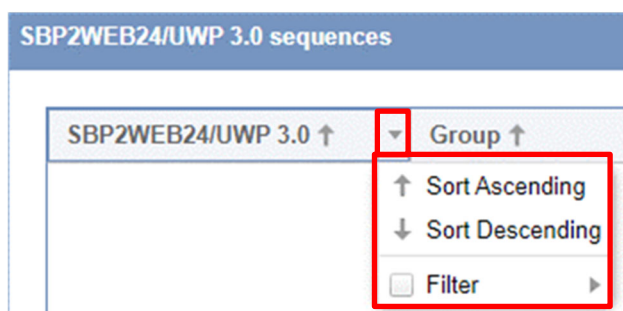 SBP2WEB24/UWP 3.0 sequences
SBP2WEB24/UWP 3.0 ↑ Group ↑
↑ Sort Ascending
↓ Sort Descending
Filter